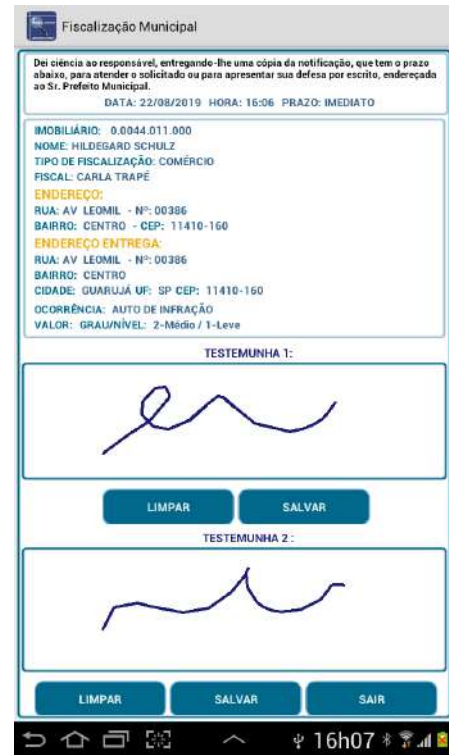 Fiscalização Municipal
Dei ciência ao responsável, entregando-lhe uma cópia da notificação, que tem o prazo
abaixo, para atender o solicitado ou para apresentar sua defesa por escrito, endereçada
ao Sr. Prefeito Municipal.
DATA: 22/08/2019 HORA: 16:06 PRAZO: IMEDIATO
IMOBILIÁRIO: 0.0044.011.000
NOME: HILDEGARD SCHULZ
TIPO DE FISCALIZAÇÃO: COMÉRCIO
FISCAL: CARLA TRAPÉ
ENDEREÇO:
RUA: AV LEOMIL - Nº: 00386
BAIRRO: CENTRO - CEP: 11410-160
ENDEREÇO ENTREGA:
RUA: AV LEOMIL - Nº: 00386
BAIRRO: CENTRO
CIDADE: GUARUJÁ UF: SP CEP: 11410-160
OCORRÊNCIA: AUTO DE INFRAÇÃO
VALOR: GRAU/NÍVEL: 2-Médio / 1-Leve
TESTEMUNHA 1:
LIMPAR SALVAR
TESTEMUNHA 2 :
LIMPAR SALVAR SAIR
16h07